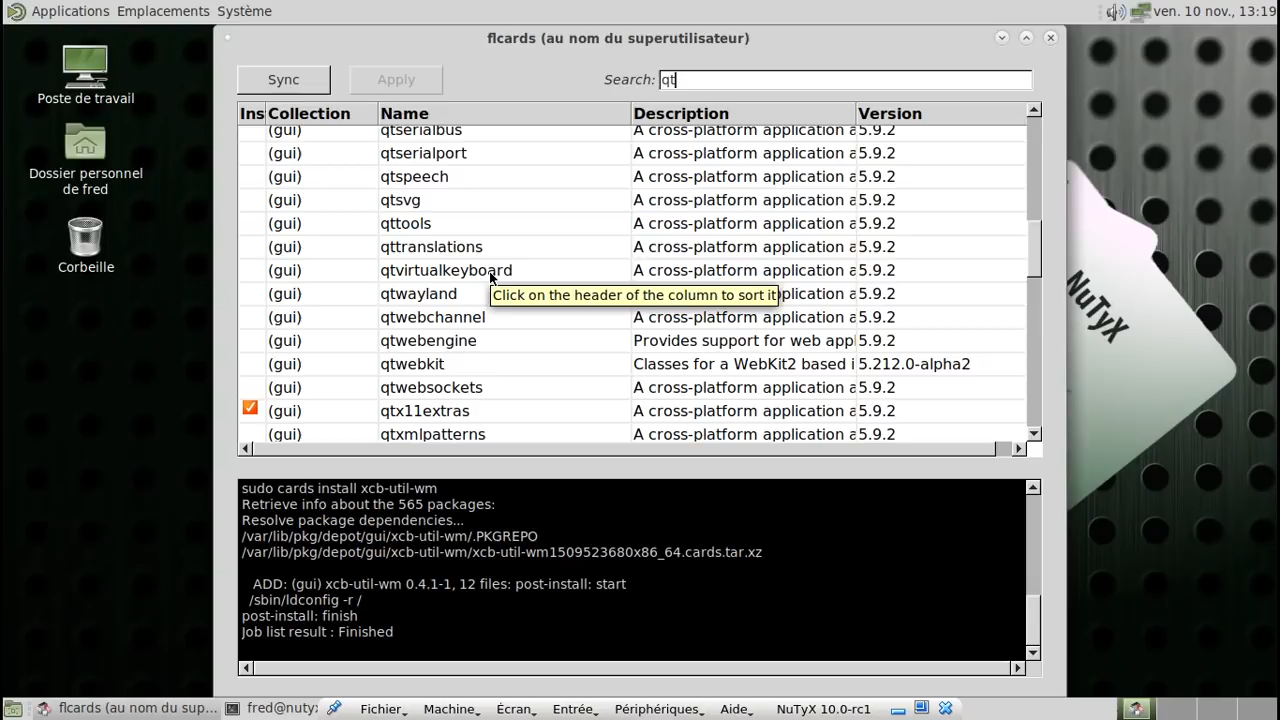 Applications Emplacements Système
ven. 10 nov., 13:19
Poste de travail
Dossier personnel
de fred
Corbeille
flcards (au nom du superutilisateur)
Sync Apply Search: qt
Ins Collection Name Description Version
(gui) qtserialbus A cross-platform application a 5.9.2
(gui) qtserialport A cross-platform application a 5.9.2
(gui) qtspeech A cross-platform application a 5.9.2
(gui) qtsvg A cross-platform application a 5.9.2
(gui) qttools A cross-platform application a 5.9.2
(gui) qttranslations A cross-platform application a 5.9.2
(gui) qtvirtualkeyboard A cross-platform application a 5.9.2
(gui) qtwayland plication a 5.9.2
Click on the header of the column to sort it
(gui) qtwebchannel A cross-platform application a 5.9.2
(gui) qtwebengine Provides support for web appl 5.9.2
(gui) qtwebkit Classes for a WebKit2 based i 5.212.0-alpha2
(gui) qtwebsockets A cross-platform application a 5.9.2
(gui) qtx11extras A cross-platform application a 5.9.2
(gui) qtxmlpatterns A cross-platform application a 5.9.2
sudo cards install xcb-util-wm
Retrieve info about the 565 packages:
Resolve package dependencies...
/var/lib/pkg/depot/gui/xcb-util-wm/.PKGREPO
/var/lib/pkg/depot/gui/xcb-util-wm/xcb-util-wm1509523680x86_64.cards.tar.xz
ADD: (gui) xcb-util-wm 0.4.1-1, 12 files: post-install: start
/sbin/ldconfig -r /
post-install: finish
Job list result : Finished
NuTyX
flcards (au nom du sup... fred@nuty Fichier Machine Écran Entrée Périphériques Aide NuTyX 10.0-rc1